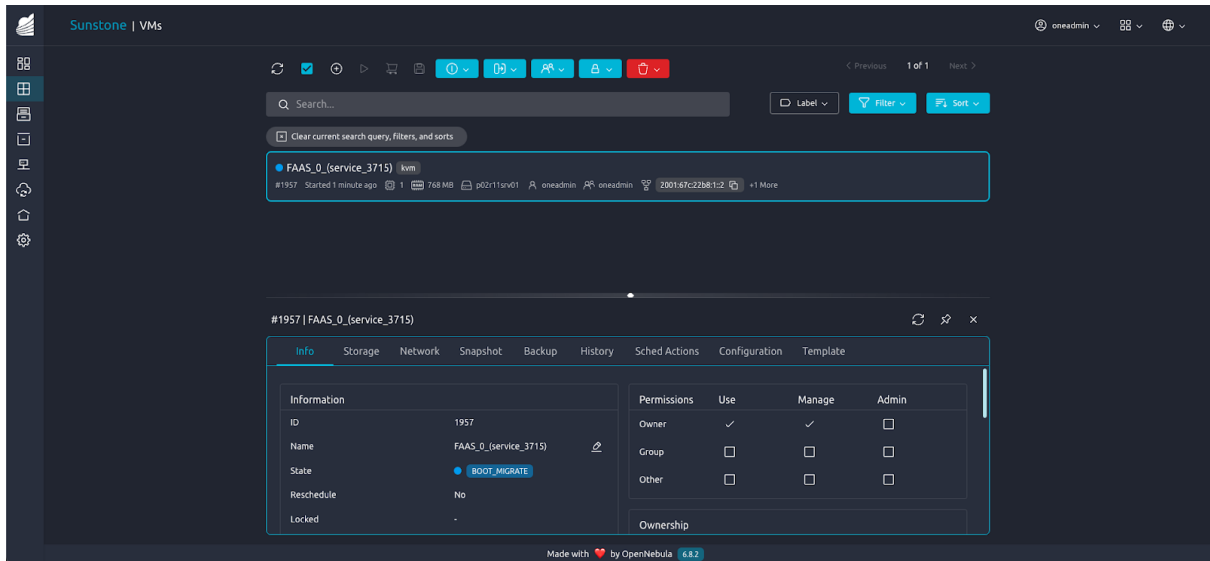 Sunstone | VMs
oneadmin
< Previous 1 of 1 Next >
Search...
Label
Filter
Sort
Clear current search query, filters, and sorts
FAAS_0_(service_3715) kvm
#1957 Started 1 minute ago 1 768 MB p02r11srv01 oneadmin oneadmin 2001:67c:22b8:1::2 +1 More
#1957 | FAAS_0_(service_3715)
Info Storage Network Snapshot Backup History Sched Actions Configuration Template
Information
ID 1957
Name FAAS_0_(service_3715)
State BOOT_MIGRATE
Reschedule No
Locked -
Permissions Use Manage Admin
Owner
Group
Other
Ownership
Made with ❤ by OpenNebula 6.8.2